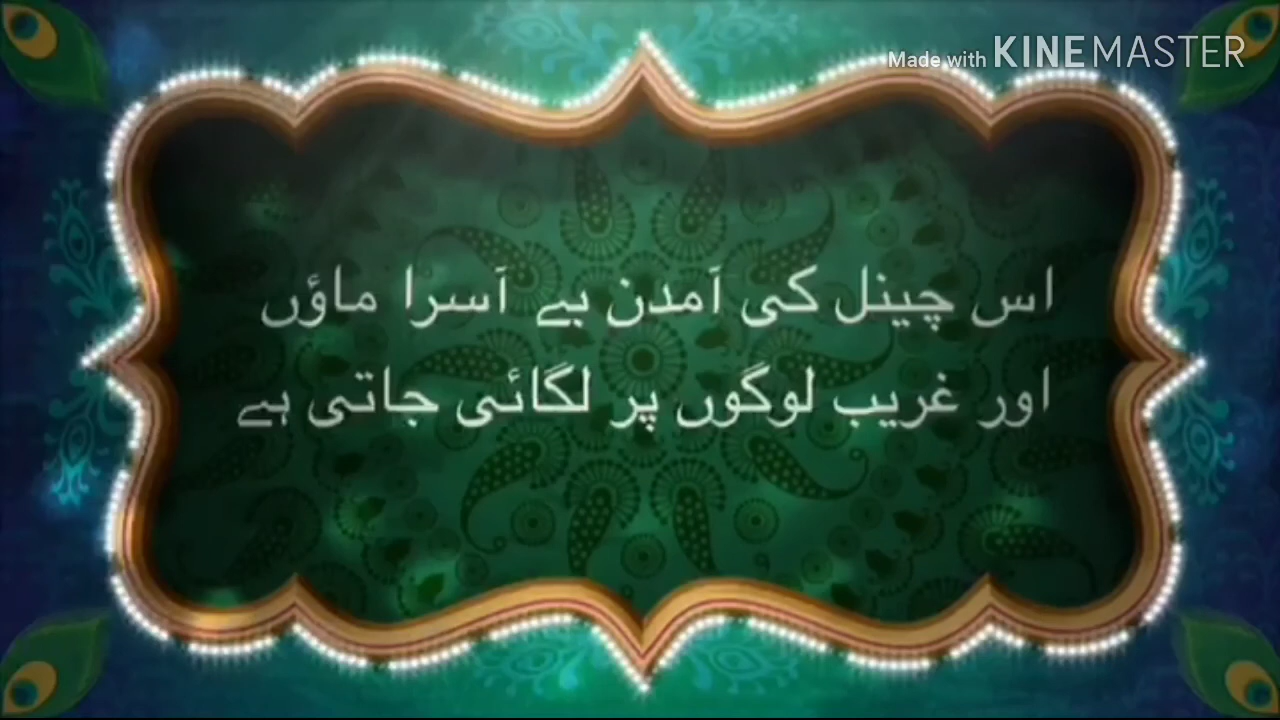 Made with KINEMASTER
اس چینل کی آمدن بے آسرا ماؤں
اور غریب لوگوں پر لگائی جاتی ہے